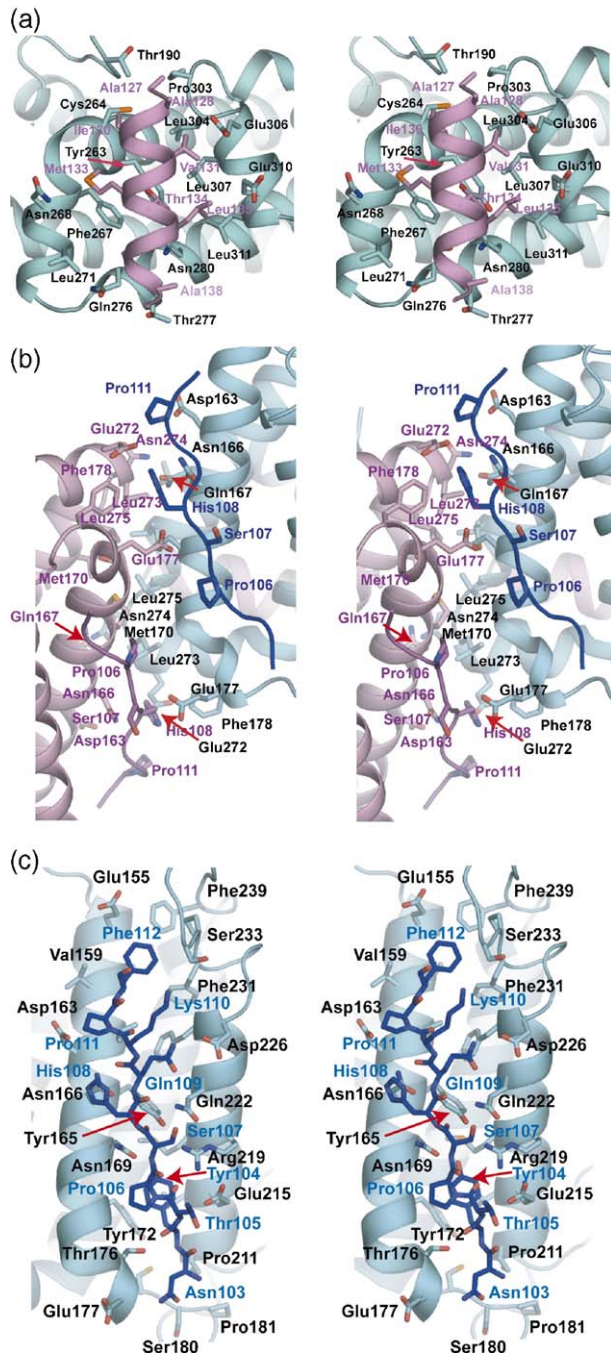 (a)
Thr190
Ala127
Pro303
Ala128
Cys264
Leu304
Glu306
Ile130
Tyr263
Val131
Glu310
Met133
Leu307
Thr134
Asn268
Leu135
Phe267
Leu311
Leu271
Asn280
Gln276
Ala138
Thr277
Thr190
Ala127
Pro303
Ala128
Cys264
Leu304
Glu306
Ile130
Tyr263
Val131
Glu310
Met133
Leu307
Thr134
Asn268
Leu135
Phe267
Leu311
Leu271
Asn280
Gln276
Ala138
Thr277
(b)
Pro111
Asp163
Glu272
Asn274
Asn166
Phe178
Gln167
Leu273
His108
Leu275
Ser107
Glu177
Met170
Pro106
Leu275
Gln167
Asn274
Met170
Leu273
Pro106
Asn166
Glu177
Ser107
His108
Phe178
Asp163
Glu272
Pro111
Pro111
Asp163
Glu272
Asn274
Asn166
Phe178
Gln167
Leu273
His108
Leu275
Ser107
Glu177
Met170
Pro106
Leu275
Gln167
Asn274
Met170
Leu273
Pro106
Asn166
Glu177
Ser107
His108
Phe178
Asp163
Glu272
Pro111
(c)
Glu155
Phe239
Phe112
Ser233
Val159
Phe231
Lys110
Asp163
Pro111
Asp226
His108
Gln109
Asn166
Gln222
Tyr165
Ser107
Asn169
Arg219
Tyr104
Pro106
Glu215
Thr105
Tyr172
Thr176
Pro211
Asn103
Glu177
Pro181
Ser180
Glu155
Phe239
Phe112
Ser233
Val159
Phe231
Lys110
Asp163
Pro111
Asp226
His108
Gln109
Asn166
Gln222
Tyr165
Ser107
Asn169
Arg219
Tyr104
Pro106
Glu215
Thr105
Tyr172
Thr176
Pro211
Asn103
Glu177
Pro181
Ser180